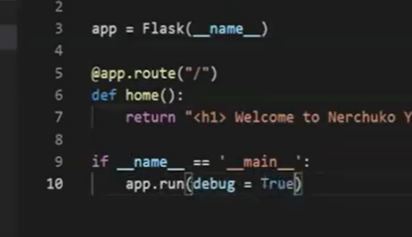 2
3 app = Flask(__name__)
4
5 @app.route("/")
6 def home():
7 return "<h1> Welcome to Nerchuko Y
8
9 if __name__ == '__main__':
10 app.run(debug = True)